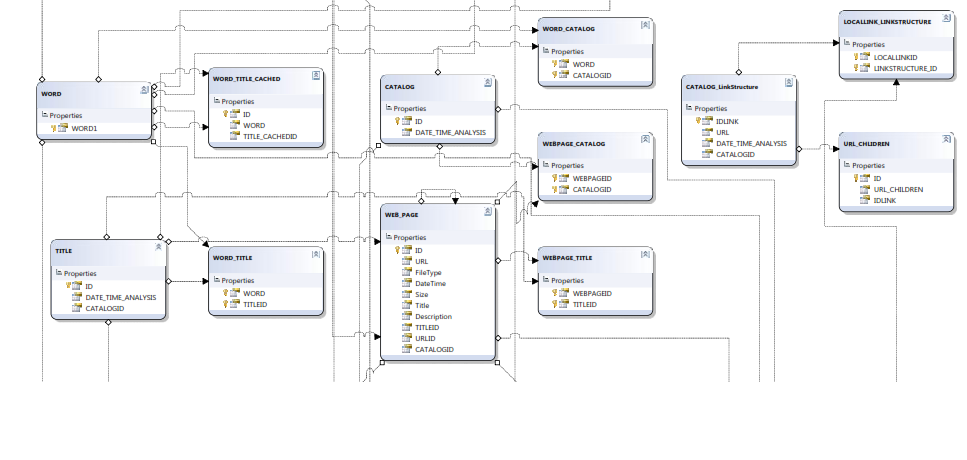 WORD
Properties
WORD1
WORD_TITLE_CACHED
Properties
ID
WORD
TITLE_CACHEDID
CATALOG
Properties
ID
DATE_TIME_ANALYSIS
WORD_CATALOG
Properties
WORD
CATALOGID
CATALOG_LinkStructure
Properties
IDLINK
URL
DATE_TIME_ANALYSIS
CATALOGID
LOCALLINK_LINKSTRUCTURE
Properties
LOCALLINKID
LINKSTRUCTURE_ID
WEBPAGE_CATALOG
Properties
WEBPAGEID
CATALOGID
URL_CHILDREN
Properties
ID
URL_CHILDREN
IDLINK
TITLE
Properties
ID
DATE_TIME_ANALYSIS
CATALOGID
WORD_TITLE
Properties
WORD
TITLEID
WEB_PAGE
Properties
ID
URL
FileType
DateTime
Size
Title
Description
TITLEID
URLID
CATALOGID
WEBPAGE_TITLE
Properties
WEBPAGEID
TITLEID